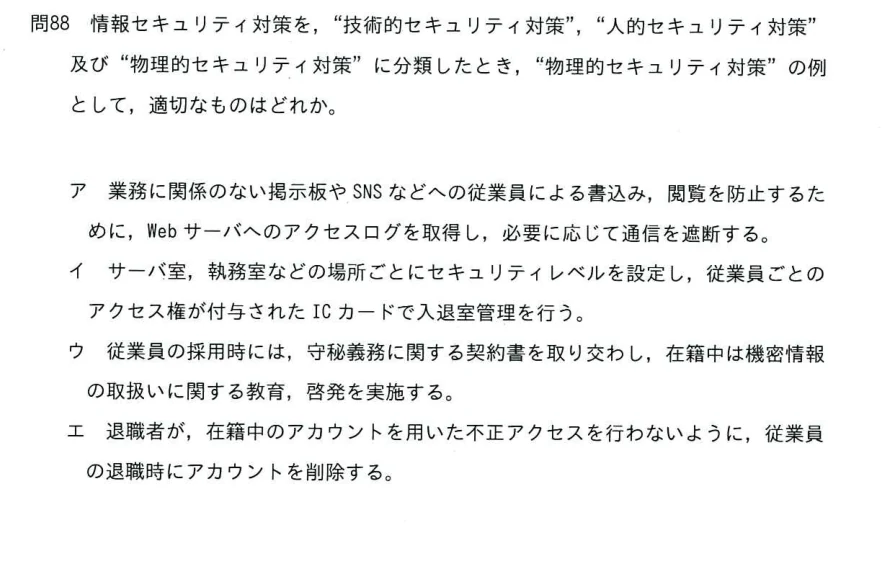 問88 情報セキュリティ対策を，“技術的セキュリティ対策”，“人的セキュリティ対策”
及び“物理的セキュリティ対策”に分類したとき，“物理的セキュリティ対策”の例
として，適切なものはどれか。
ア 業務に関係のない掲示板や SNS などへの従業員による書込み，閲覧を防止するた
めに，Web サーバへのアクセスログを取得し，必要に応じて通信を遮断する。
イ サーバ室，執務室などの場所ごとにセキュリティレベルを設定し，従業員ごとの
アクセス権が付与された IC カードで入退室管理を行う。
ウ 従業員の採用時には，守秘義務に関する契約書を取り交わし，在籍中は機密情報
の取扱いに関する教育，啓発を実施する。
エ 退職者が，在籍中のアカウントを用いた不正アクセスを行わないように，従業員
の退職時にアカウントを削除する。